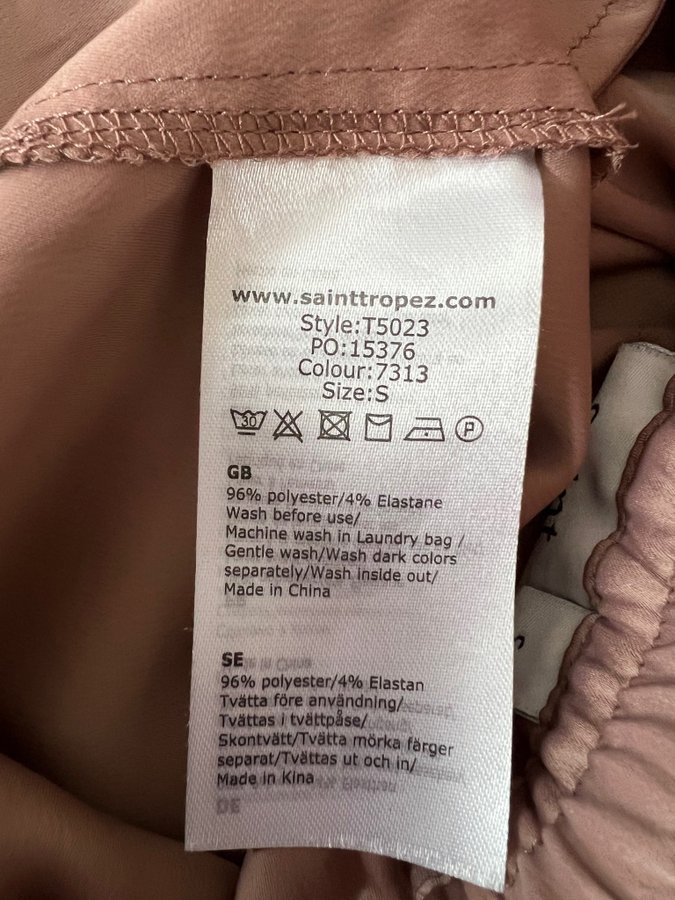 www.sainttropez.com
Style:T5023
PO:15376
Colour:7313
Size:S
30 P
GB
96% polyester/4% Elastane
Wash before use/
Machine wash in Laundry bag /
Gentle wash/Wash dark colors
separately/Wash inside out/
Made in China
SE
96% polyester/4% Elastan
Tvätta före användning/
Tvättas i tvättpåse/
Skontvätt/Tvätta mörka färger
separat/Tvättas ut och in/
Made in Kina
DE
S